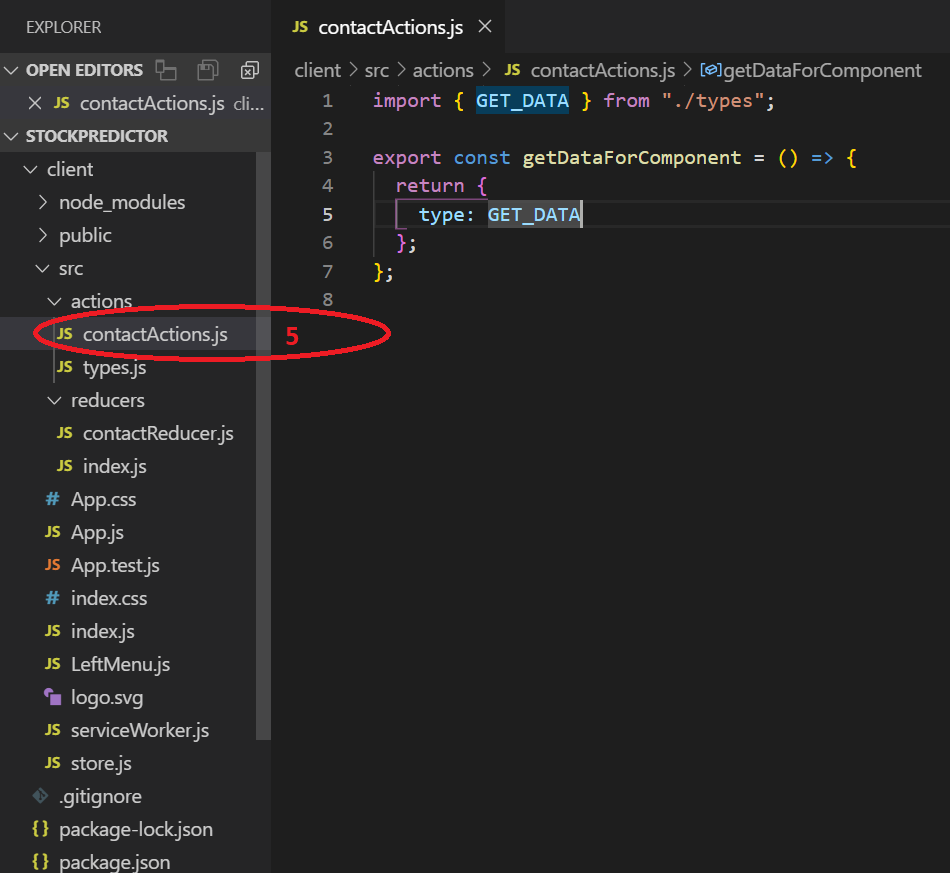 EXPLORER
OPEN EDITORS
JS contactActions.js cli...
STOCKPREDICTOR
client
node_modules
public
src
actions
JS contactActions.js 5
JS types.js
reducers
JS contactReducer.js
JS index.js
# App.css
JS App.js
JS App.test.js
# index.css
JS index.js
JS LeftMenu.js
logo.svg
JS serviceWorker.js
JS store.js
.gitignore
{} package-lock.json
{} package.json
JS contactActions.js
client > src > actions > JS contactActions.js > getDataForComponent
1 import { GET_DATA } from "./types";
2
3 export const getDataForComponent = () => {
4 return {
5 type: GET_DATA
6 };
7 };
8